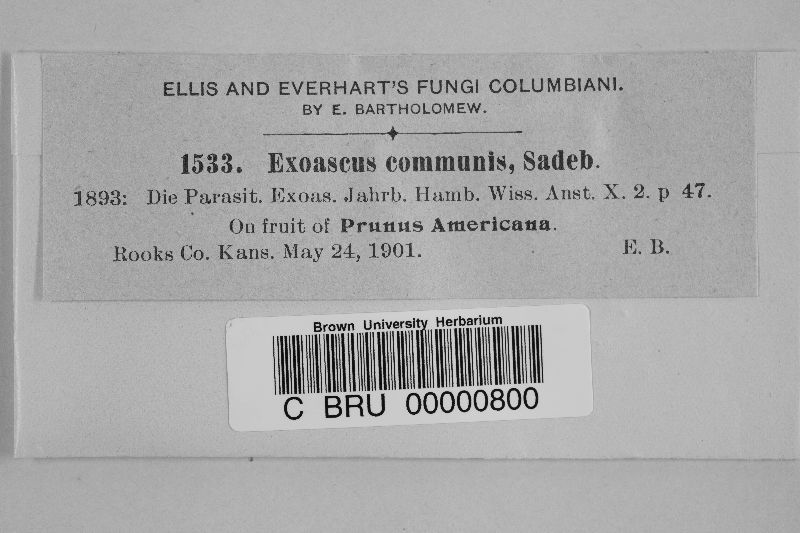 ELLIS AND EVERHART'S FUNGI COLUMBIANI.
BY E. BARTHOLOMEW.
1533. Exoascus communis, Sadeb.
1893: Die Parasit. Exoas. Jahrb. Hamb. Wiss. Anst. X. 2. p 47.
On fruit of Prunus Americana.
Rooks Co. Kans. May 24, 1901. E. B.
Brown University Herbarium
C BRU 00000800